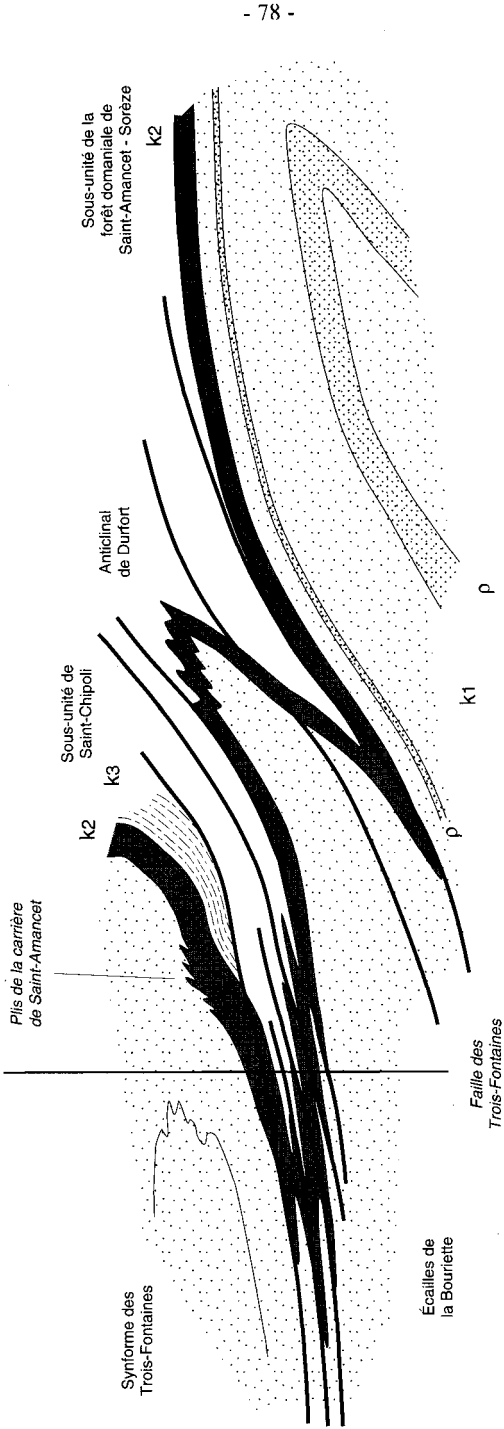 - 78 -
Synforme des
Trois-Fontaines
Plis de la carrière
de Saint-Amancet
k2
k3
Sous-unité de
Saint-Chipoli
Anticlinal
de Durfort
Sous-unité de la
forêt domaniale de
Saint-Amancet - Sorèze
k2
Écailles de
la Bouriette
Faille des
Trois-Fontaines
ρ
k1
ρ